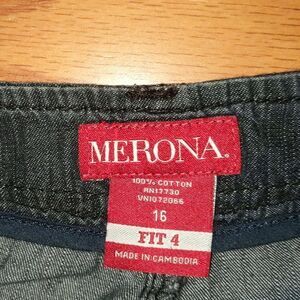 MERONA.
100% COTTON
RN17730
VN1072066
16
FIT 4
MADE IN CAMBODIA